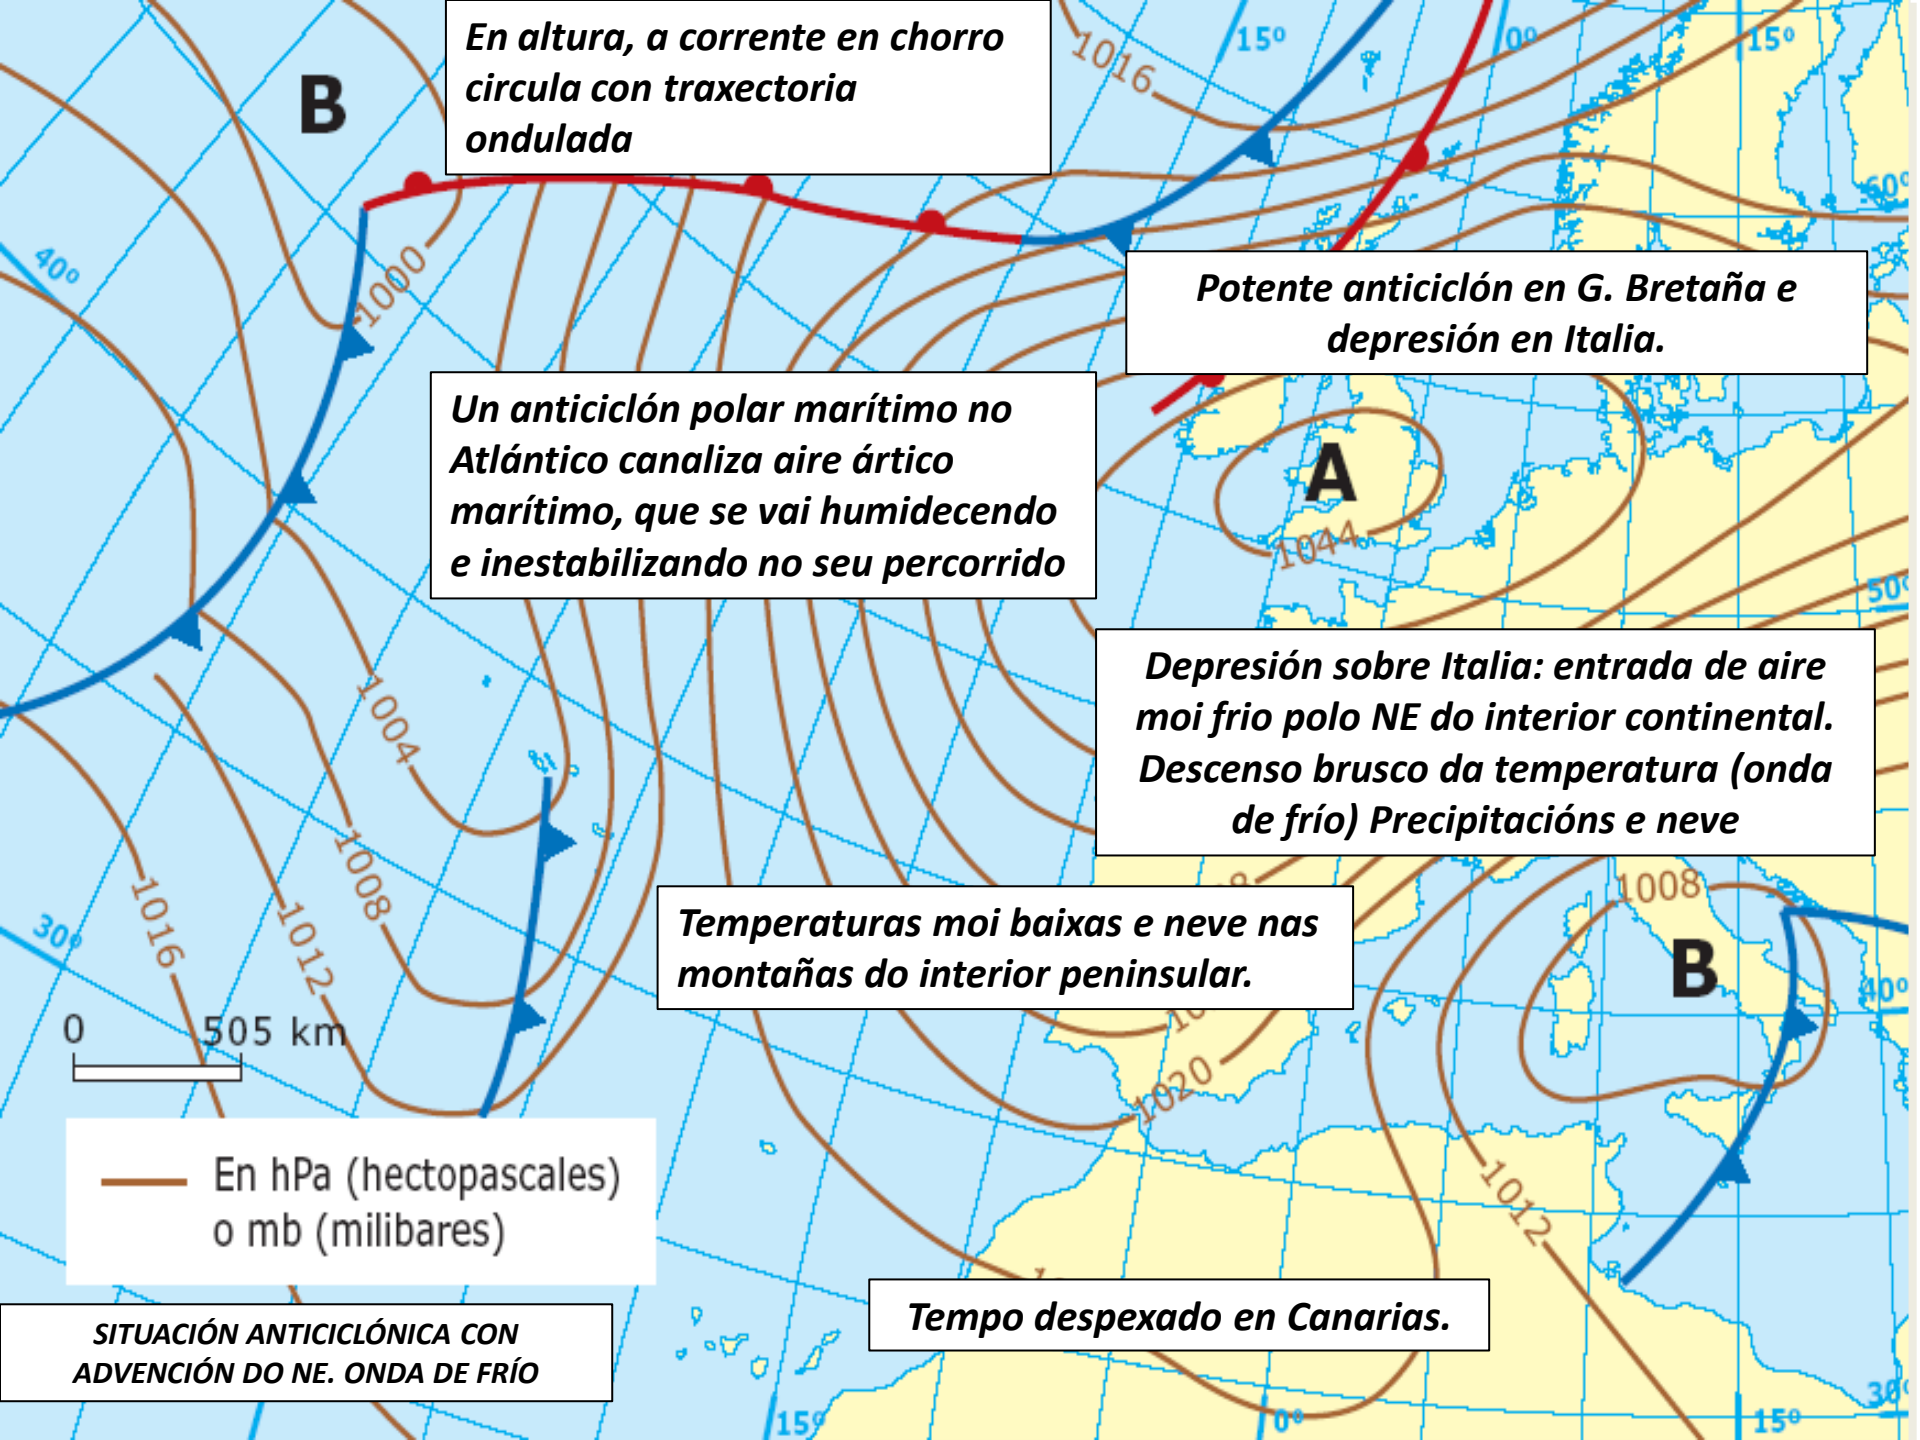 En altura, a corrente en chorro
circula con traxectoria
ondulada
B
1016
15º
0º
15º
60º
40º
1000
Potente anticiclón en G. Bretaña e
depresión en Italia.
Un anticiclón polar marítimo no
Atlántico canaliza aire ártico
marítimo, que se vai humidecendo
e inestabilizando no seu percorrido
A
1044
50º
Depresión sobre Italia: entrada de aire
moi frio polo NE do interior continental.
Descenso brusco da temperatura (onda
de frío) Precipitacións e neve
1004
1008
1012
1016
30º
1008
B
40º
Temperaturas moi baixas e neve nas
montañas do interior peninsular.
1020
1012
0 505 km
En hPa (hectopascales)
o mb (milibares)
Tempo despexado en Canarias.
SITUACIÓN ANTICICLÓNICA CON
ADVENCIÓN DO NE. ONDA DE FRÍO
15º
0º
15º
30º